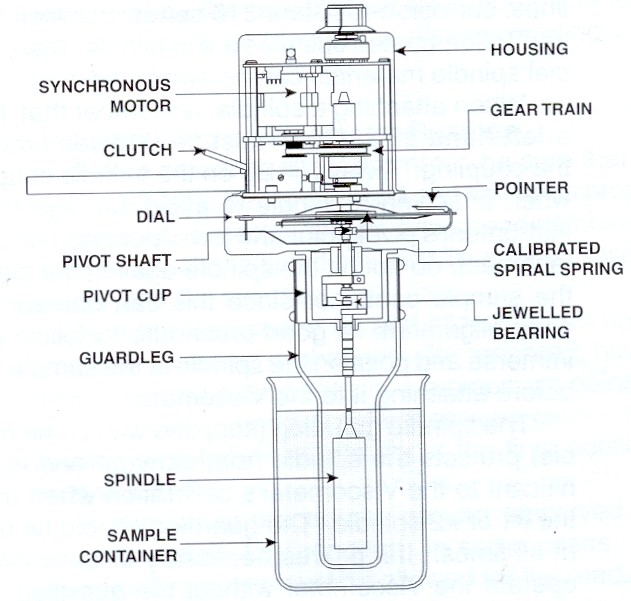 HOUSING
SYNCHRONOUS
MOTOR
GEAR TRAIN
CLUTCH
POINTER
DIAL
PIVOT SHAFT
CALIBRATED
SPIRAL SPRING
PIVOT CUP
JEWELLED
BEARING
GUARDLEG
SPINDLE
SAMPLE
CONTAINER